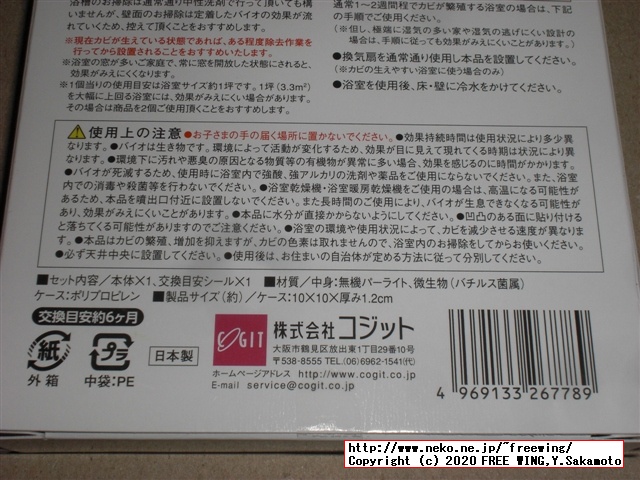 浴槽のお掃除は通常通り中性洗剤で行って頂いても構
いませんが、壁面のお掃除は定着したバイオの効果が流
れていくため、控えて頂くことをおすすめします。
※現在カビが生えている状態であれば、ある程度除去作業を
行ってから設置されることをおすすめいたします。
※浴室の窓が多いご家庭で、常に窓を開放した状態にされると、
効果がみえにくくなります。
※1個当りの使用目安は浴室サイズ約1坪です。1坪(3.3m²)
を大幅に上回る浴室には、効果がみえにくい場合があります。
その場合は商品を2個ご使用頂くことをおすすめします。
通常1~2週間程でカビが繁殖する浴室の場合は、下記
の手順でご使用ください。
(※但し、極端に湿気の多い家や湿気の逃げにくい設計の
場合は、手順に従っても効果がみえにくいことがあります。)
●換気扇を通常通り使用し本品を設置してください。
(※カビの生えやすい浴室に使う場合のみ)
●浴室を使用後、床・壁に冷水をかけてください。
⚠使用上の注意 ●お子さまの手の届く場所に置かないでください。●効果持続時間は使用状況により多少異
なります。●バイオは生き物です。環境によって活動が変化するため、効果が目に見えて現れてくる時期は状況により異
なります。●環境下に汚れや悪臭の原因となる物質等の有機物が異常に多い場合、効果を感じるのに時間がかかります。
●バイオが死滅するため、使用時に浴室内で強酸、強アルカリの洗剤や薬品をご使用にならないでください。また、浴室
内での消毒や殺菌等を行わないでください。●浴室乾燥機・浴室暖房乾燥機をご使用の場合は、高温になる可能性が
あるため、本品を噴出口付近に設置しないでください。また長時間のご使用により、バイオが生息できなくなる可能性が
あり、効果がみえにくいことがあります。●本品に水分が直接かからないようにしてください。●凹凸のある面に貼り付ける
と落ちてくる可能性がありますのでご注意ください。●浴室の環境や使用状況によって、カビを減少させる速度が異なりま
す。●本品はカビの繁殖、増加を抑えますが、カビの色素は取れませんので、浴室内のお掃除をしてからお使いください。
●必ず天井中央に設置してください。●使用後は、お住まいの自治体が定める方法に従って分別してください。
■セット内容/本体×1、交換目安シール×1 ■材質/中身:無機パーライト、微生物(バチルス菌属)
ケース:ポリプロピレン ■製品サイズ(約)/ケース:10×10×厚み1.2cm
交換目安約6ヶ月
紙
外箱
プラ
中袋:PE
日本製
COGIT
株式会社 コジット
大阪市鶴見区放出東1丁目29番10号
〒538-8555 TEL(06)6962-1541(代)
ホームページアドレス http://www.cogit.co.jp
E-mail service@cogit.co.jp
4 969133 267789
http://www.neko.ne.jp/~freewing/
Copyright (c) 2020 FREE WING,Y.Sakamoto